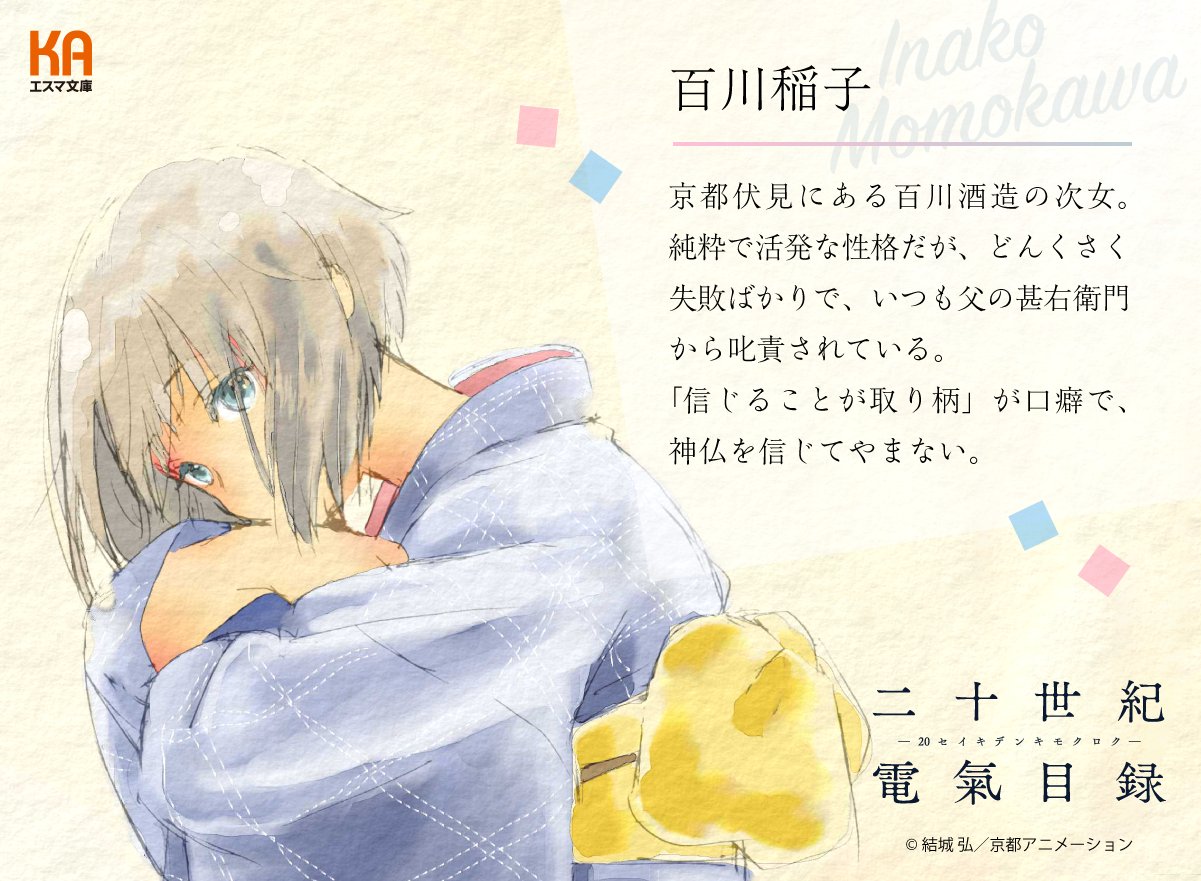 KA
エスマ文庫
Inako
Momokawa
百川稲子
京都伏見にある百川酒造の次女。
純粋で活発な性格だが、どんくさく
失敗ばかりで、いつも父の甚右衛門
から叱責されている。
「信じることが取り柄」が口癖で、
神仏を信じてやまない。
二十世紀
―20セイキデンキモクロク―
電氣目録
© 結城 弘／京都アニメーション